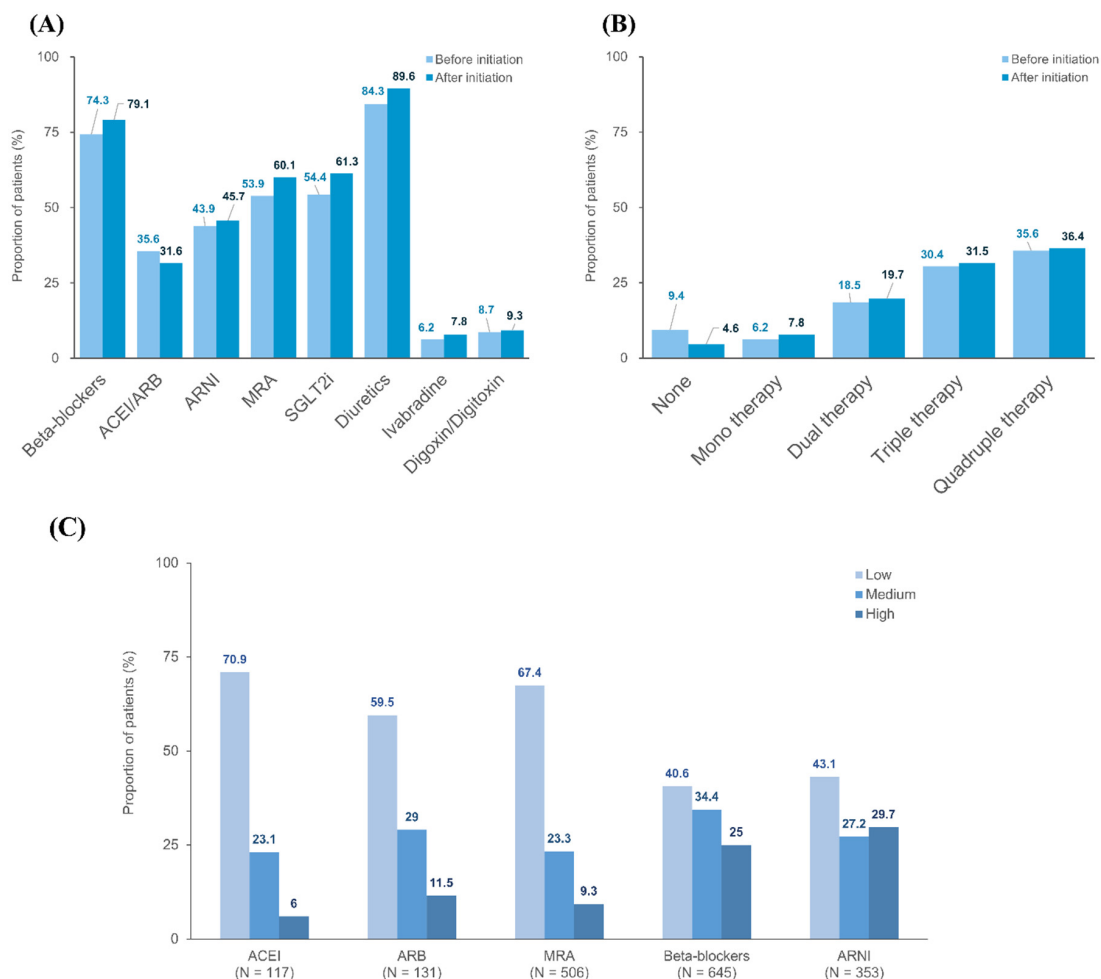 (A)
100
75
50
25
0
Proportion of patients (%)
Before initiation
After initiation
74.3
79.1
35.6
31.6
43.9
45.7
53.9
60.1
54.4
61.3
84.3
89.6
6.2
7.8
8.7
9.3
Beta-blockers
ACEI/ARB
ARNI
MRA
SGLT2i
Diuretics
Ivabradine
Digoxin/Digitoxin
(B)
100
75
50
25
0
Proportion of patients (%)
Before initiation
After initiation
9.4
4.6
6.2
7.8
18.5
19.7
30.4
31.5
35.6
36.4
None
Mono therapy
Dual therapy
Triple therapy
Quadruple therapy
(C)
100
75
50
25
0
Proportion of patients (%)
Low
Medium
High
70.9
23.1
6
59.5
29
11.5
67.4
23.3
9.3
40.6
34.4
25
43.1
27.2
29.7
ACEI
(N = 117)
ARB
(N = 131)
MRA
(N = 506)
Beta-blockers
(N = 645)
ARNI
(N = 353)